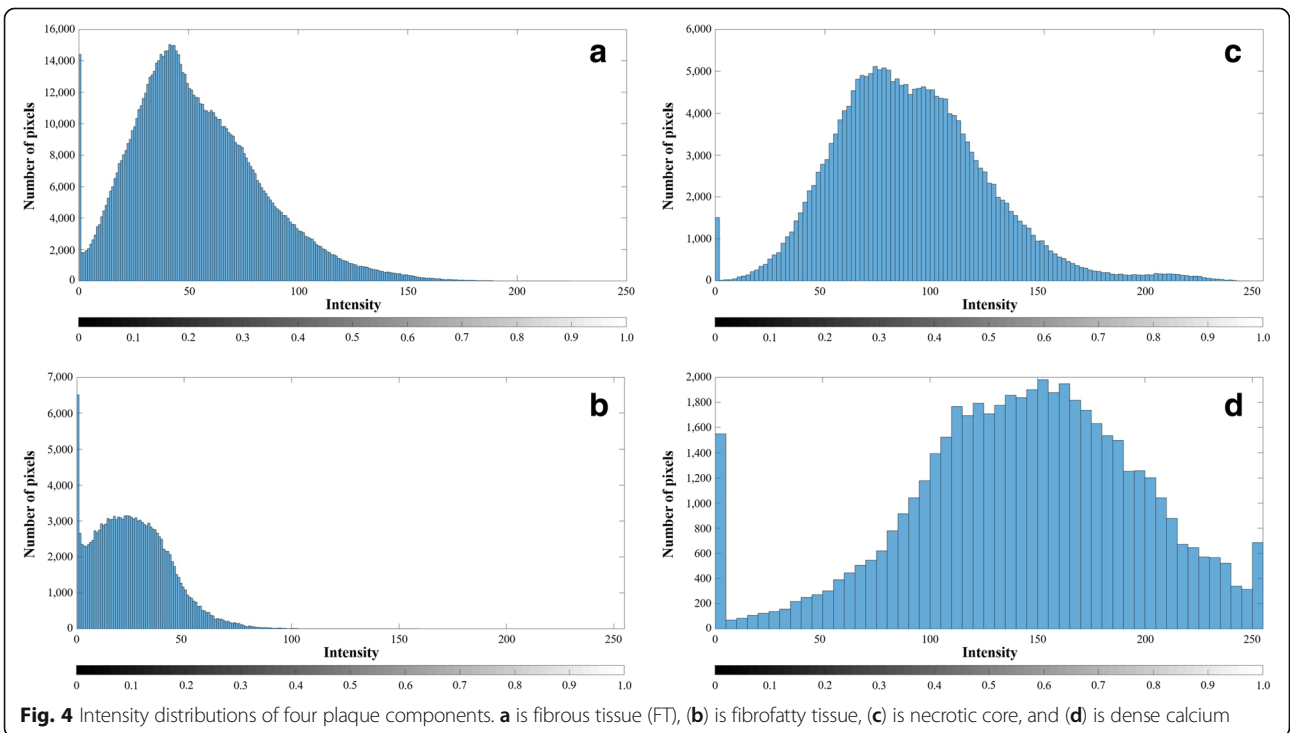 16,000
14,000
12,000
10,000
8,000
6,000
4,000
2,000
0
Number of pixels
a
0 50 100 150 200 250
Intensity
0 0.1 0.2 0.3 0.4 0.5 0.6 0.7 0.8 0.9 1.0
6,000
5,000
4,000
3,000
2,000
1,000
0
Number of pixels
c
0 50 100 150 200 250
Intensity
0 0.1 0.2 0.3 0.4 0.5 0.6 0.7 0.8 0.9 1.0
7,000
6,000
5,000
4,000
3,000
2,000
1,000
0
Number of pixels
b
0 50 100 150 200 250
Intensity
0 0.1 0.2 0.3 0.4 0.5 0.6 0.7 0.8 0.9 1.0
2,000
1,800
1,600
1,400
1,200
1,000
800
600
400
200
0
Number of pixels
d
0 50 100 150 200 250
Intensity
0 0.1 0.2 0.3 0.4 0.5 0.6 0.7 0.8 0.9 1.0
Fig. 4 Intensity distributions of four plaque components. a is fibrous tissue (FT), (b) is fibrofatty tissue, (c) is necrotic core, and (d) is dense calcium